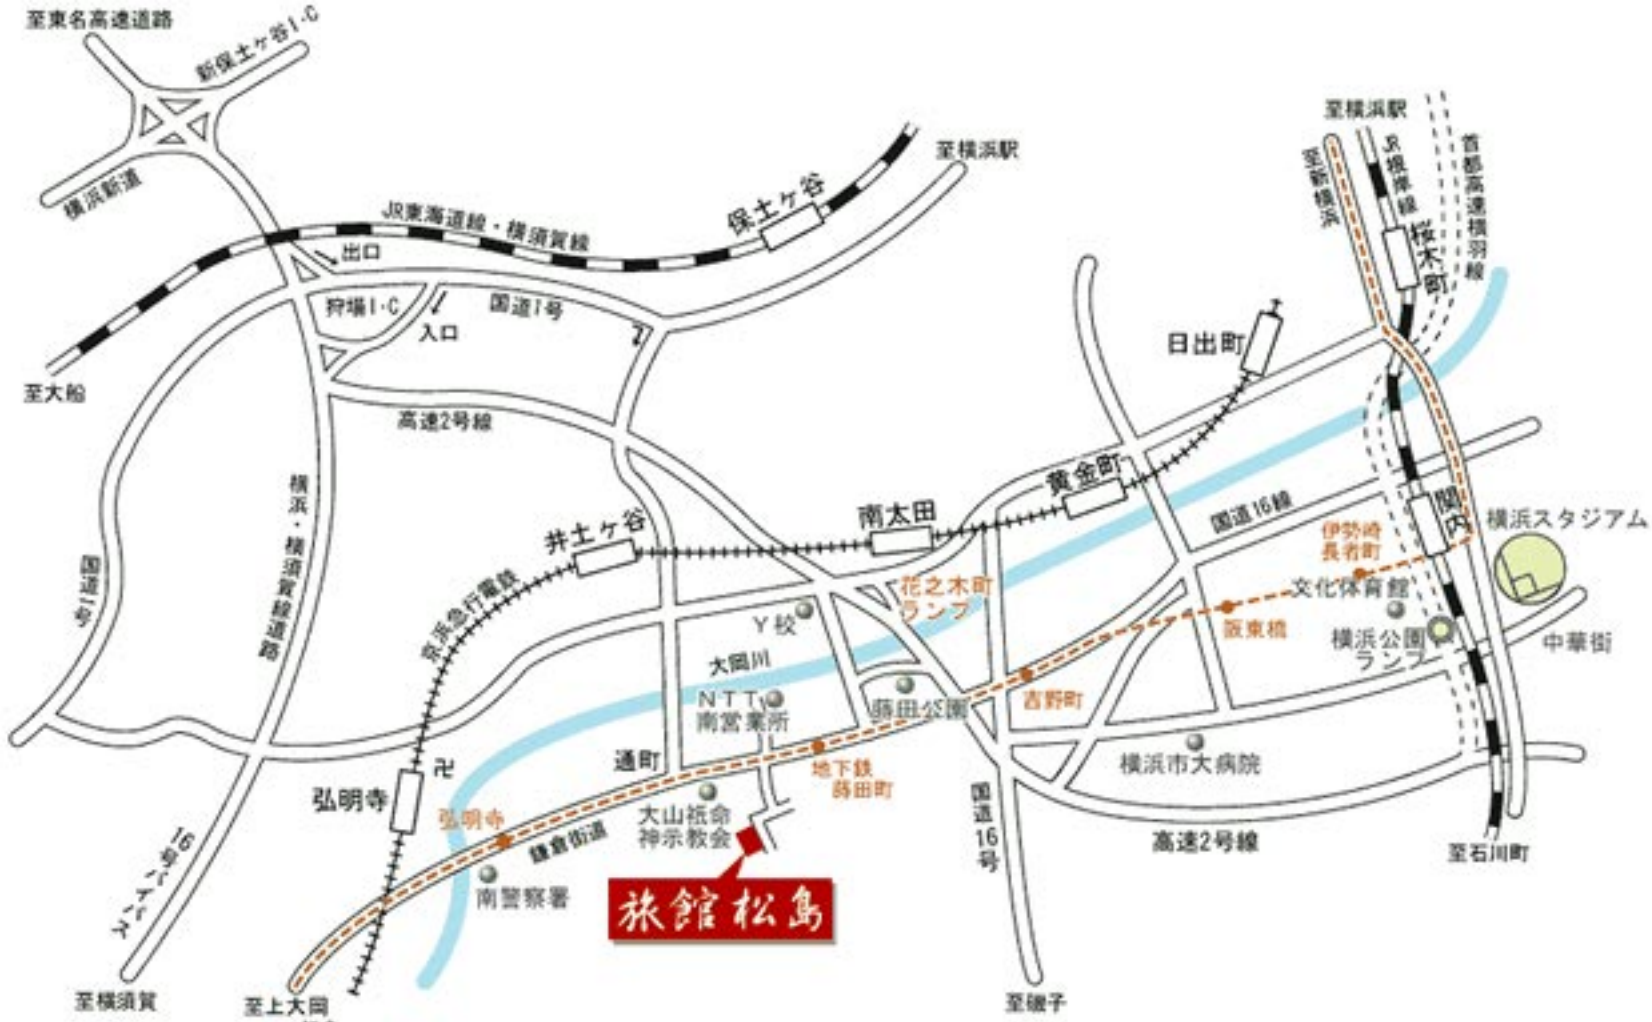 至東名高速道路
新保土ヶ谷I・C
横浜新道
JR東海道線・横須賀線
保土ヶ谷
至横浜駅
至横浜駅
至新横浜
JR根岸線
桜木町
首都高速横羽線
出口
狩場I・C
入口
国道1号
至大船
高速2号線
日出町
黄金町
南太田
井土ヶ谷
国道16線
関内
横浜スタジアム
伊勢崎
長者町
文化体育館
阪東橋
横浜公園
ランプ
中華街
花之木町
ランプ
横浜・横須賀線道路
国道1号
京浜急行電鉄
Y校
大岡川
NTT
南営業所
蒔田公園
吉野町
横浜市大病院
通町
地下鉄
蒔田町
弘明寺
卍
弘明寺
大山祇命
神示教会
鎌倉街道
国道16号
高速2号線
至石川町
南警察署
旅館松島
16号バイパス
至横須賀
至上大岡
至磯子